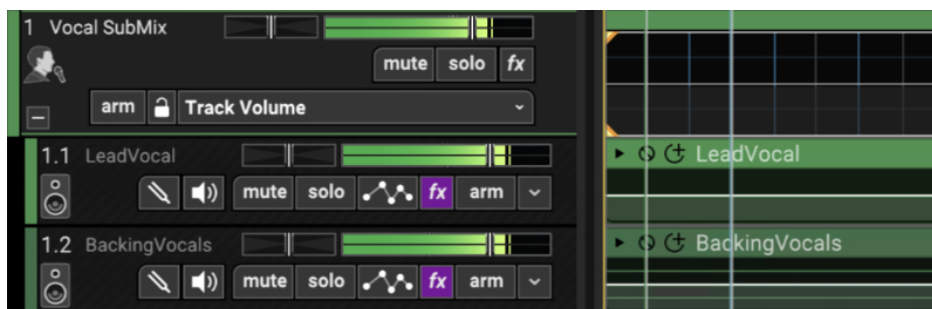 1 Vocal SubMix
mute solo fx
arm Track Volume
1.1 LeadVocal
mute solo fx arm
LeadVocal
1.2 BackingVocals
mute solo fx arm
BackingVocals